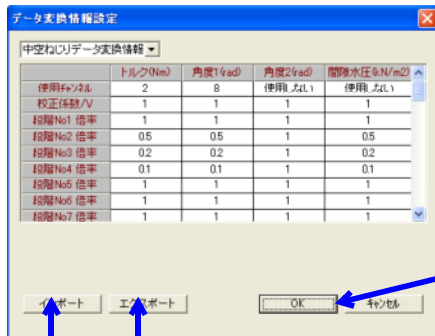 データ変換情報設定
中空ねじりデータ変換情報
トルク(Nm) 角度1(rad) 角度2(rad) 間隙水圧(kN/m2)
使用チャンネル 2 8 使用しない 使用しない
校正係数/V 1 1 1 1
段階No1 倍率 1 1 1 1
段階No2 倍率 0.5 0.5 1 0.5
段階No3 倍率 0.2 0.2 1 0.2
段階No4 倍率 0.1 0.1 1 0.1
段階No5 倍率 1 1 1 1
段階No6 倍率 1 1 1 1
段階No7 倍率 1 1 1 1
インポート エクスポート OK キャンセル